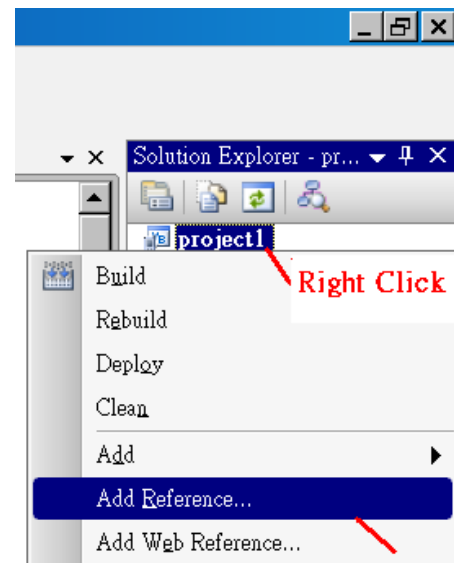 Solution Explorer - pr...
project1
Right Click
Build
Rebuild
Deploy
Clean
Add
Add Reference...
Add Web Reference...